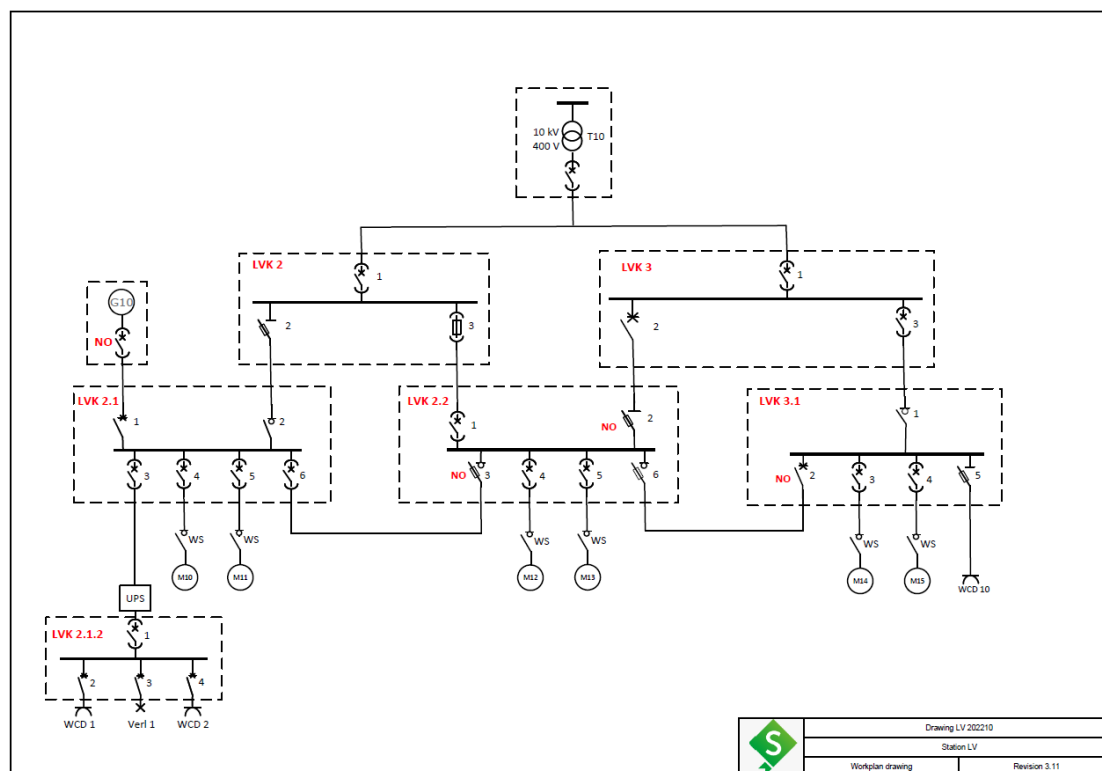 10 kV
400 V
T10
LVK 2
1
2
3
LVK 3
1
2
3
G10
NO
LVK 2.1
1
2
3
4
5
6
LVK 2.2
1
NO
2
NO
3
4
5
6
LVK 3.1
1
NO
2
3
4
5
WS
WS
WS
WS
WS
WS
M10
M11
M12
M13
M14
M15
WCD 10
UPS
LVK 2.1.2
1
2
3
4
WCD 1
Verl 1
WCD 2
S
Drawing LV 202210
Station LV
Workplan drawing
Revision 3.11